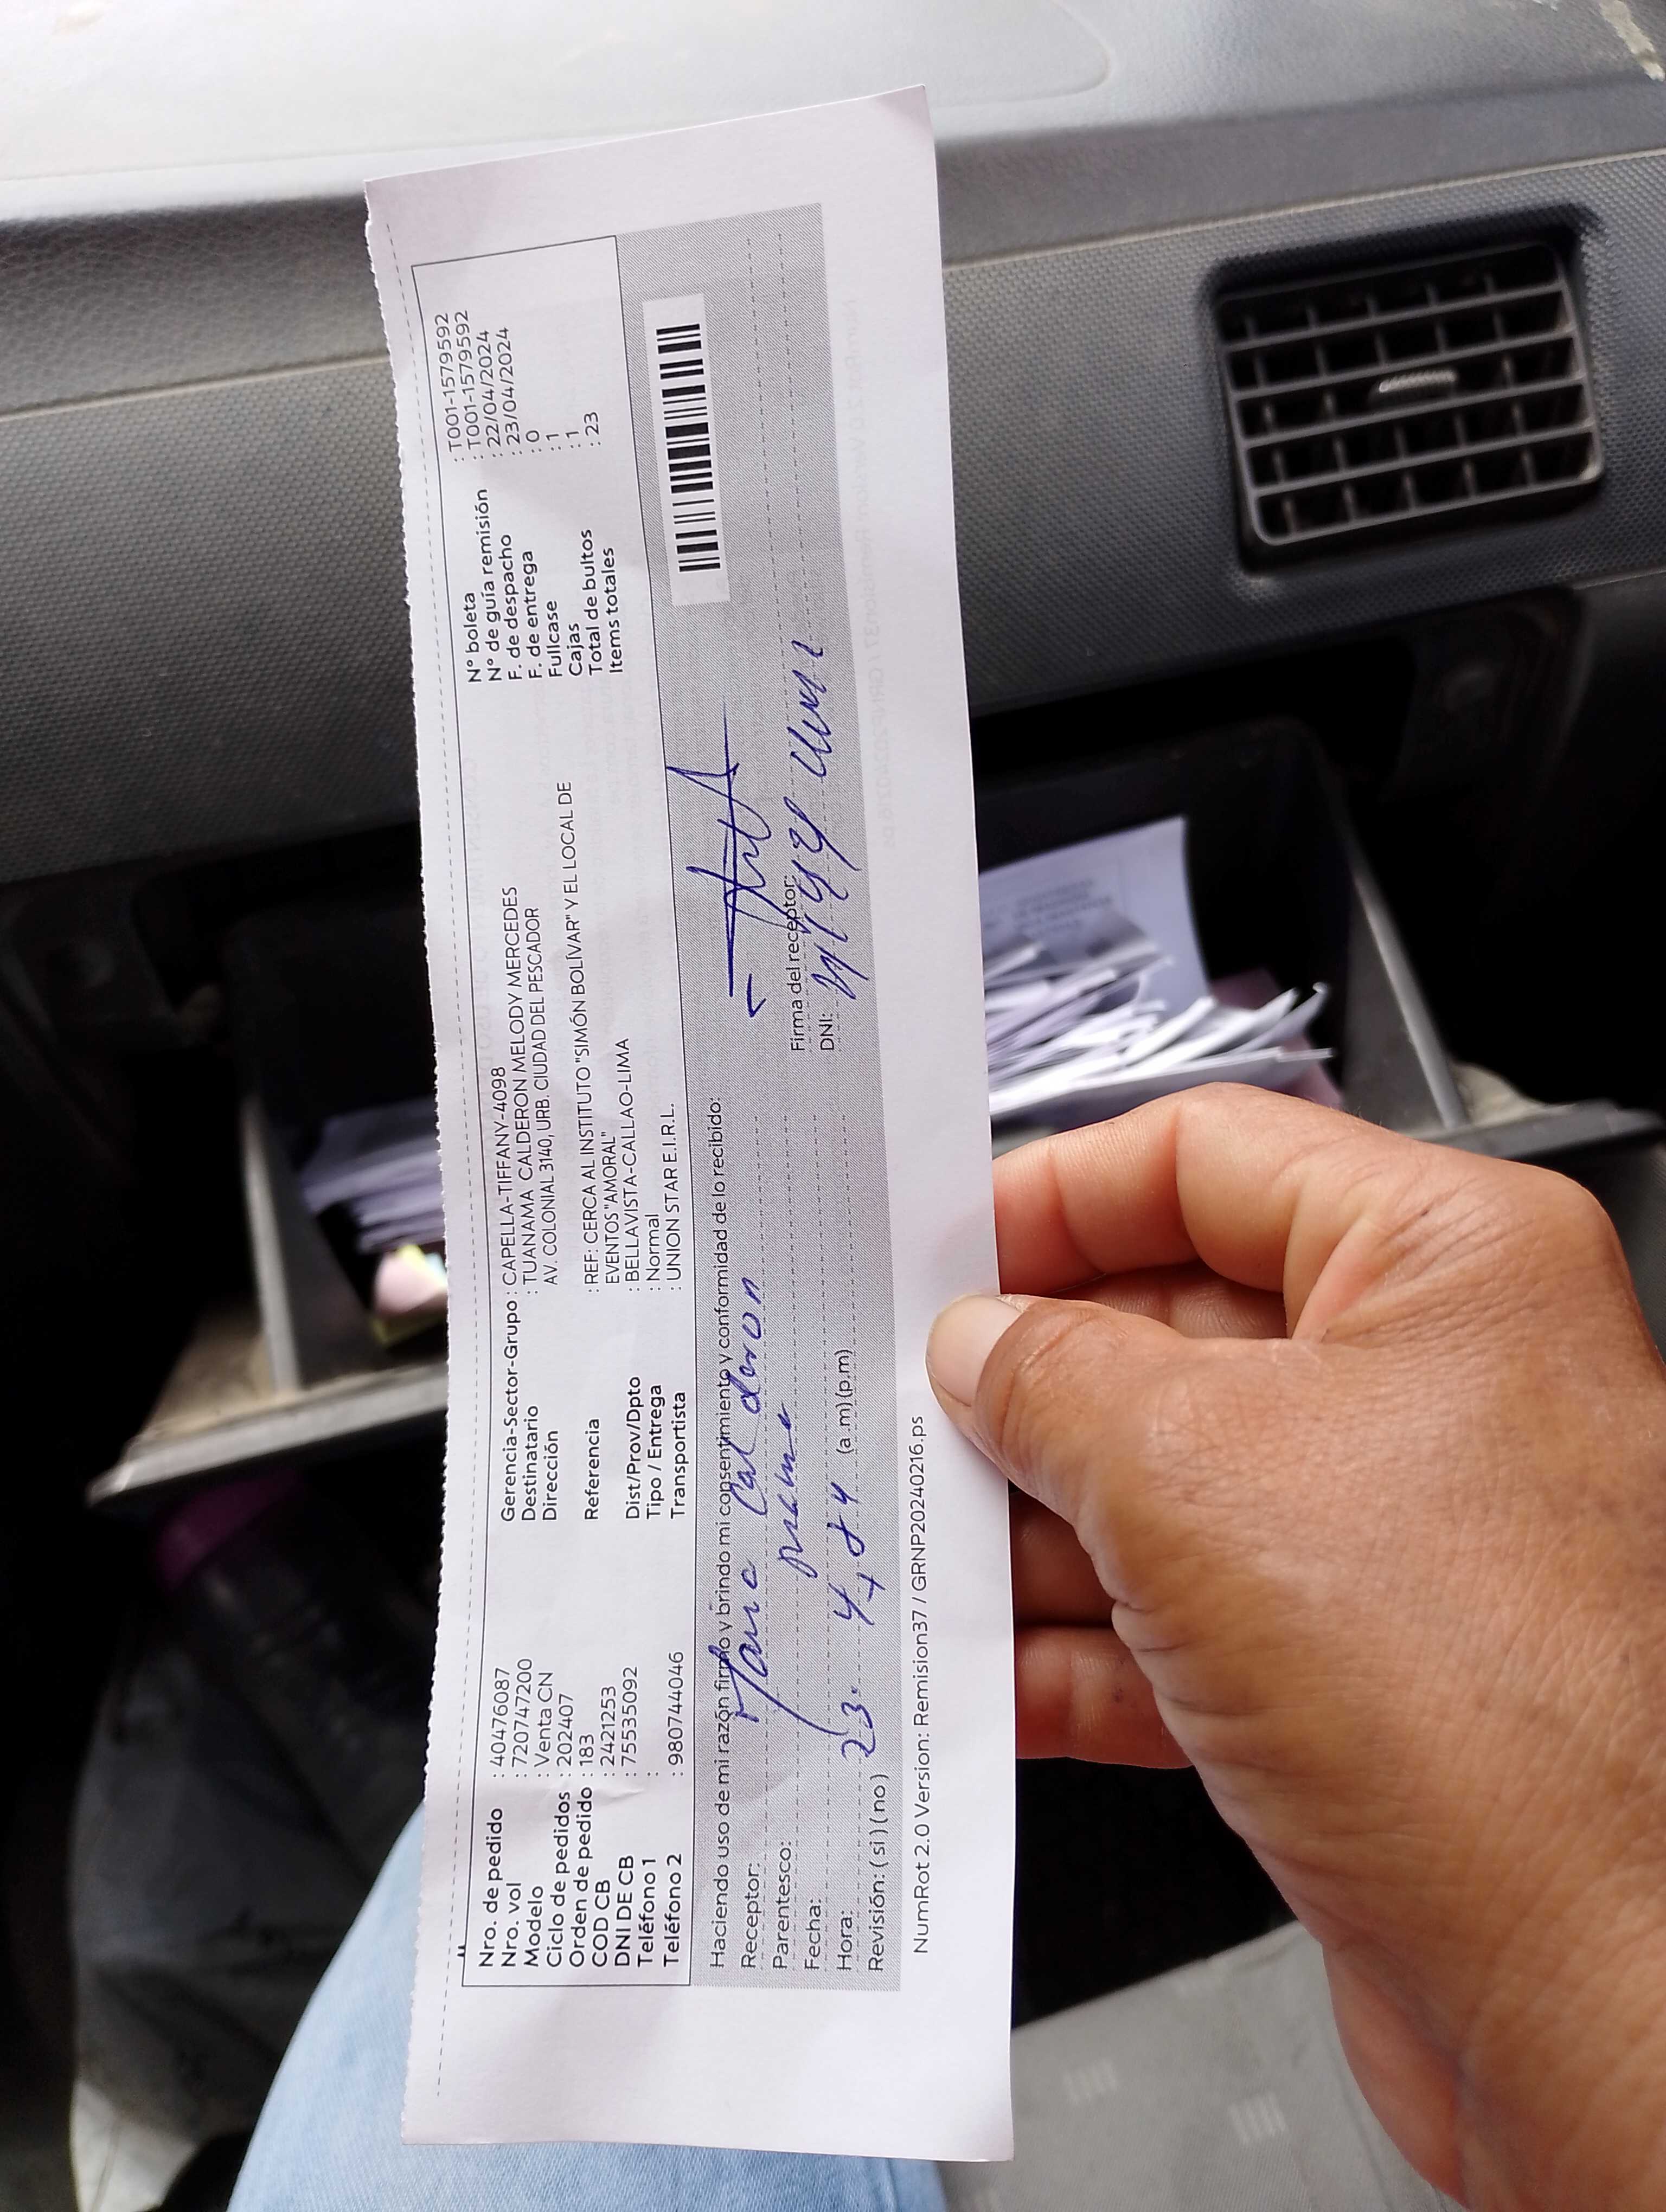 Nro. de pedido : 40476087
Nro. vol : 720747200
Modelo : Venta CN
Ciclo de pedidos : 202407
Orden de pedido : 183
COD CB : 2421253
DNI DE CB : 75535092
Teléfono 1 :
Teléfono 2 : 980744046
Gerencia-Sector-Grupo : CAPELLA-TIFFANY-4098
Destinatario : TUANAMA CALDERON MELODY MERCEDES
Dirección AV. COLONIAL 3140, URB. CIUDAD DEL PESCADOR
Referencia : REF: CERCA AL INSTITUTO "SIMÓN BOLÍVAR" Y EL LOCAL DE
EVENTOS "AMORAL"
Dist/Prov/Dpto : BELLAVISTA-CALLAO-LIMA
Tipo / Entrega : Normal
Transportista : UNION STAR E.I.R.L.
N° boleta : T001-1579592
N° de guía remisión : T001-1579592
F. de despacho : 22/04/2024
F. de entrega : 23/04/2024
Fullcase : 0
Cajas : 1
Total de bultos : 1
Items totales : 23
Haciendo uso de mi razón firmo y brindo mi consentimiento y conformidad de lo recibido:
Receptor: Calderon
Parentesco:
Fecha: 23.
Hora: (a.m)(p.m)
Revisión: ( si ) ( no )
Firma del receptor:
DNI:
NumRot 2.0 Version: Remision37 / GRNP20240216.ps